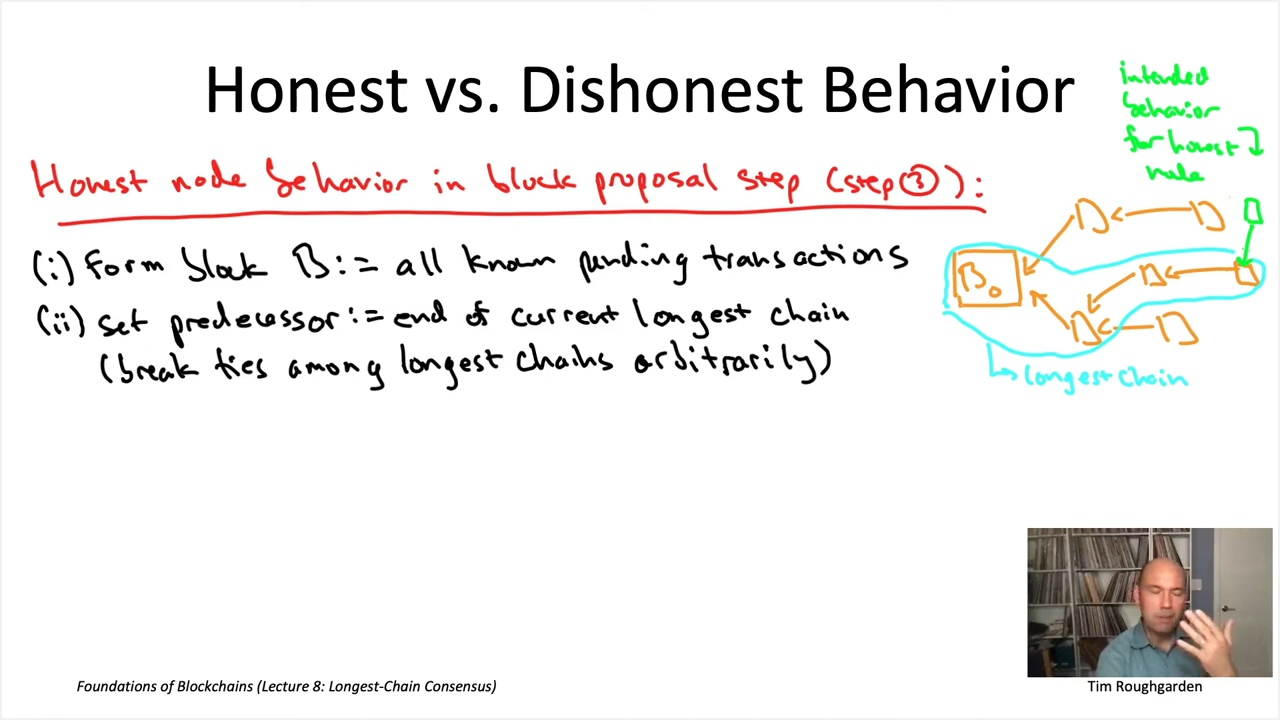 Honest vs. Dishonest Behavior
intended
behavior
for honest
node
Honest node behavior in block proposal step (step ③):
(i) form block B := all known pending transactions
(ii) set predecessor := end of current longest chain
(break ties among longest chains arbitrarily)
B₀
longest chain
Foundations of Blockchains (Lecture 8: Longest-Chain Consensus)
Tim Roughgarden